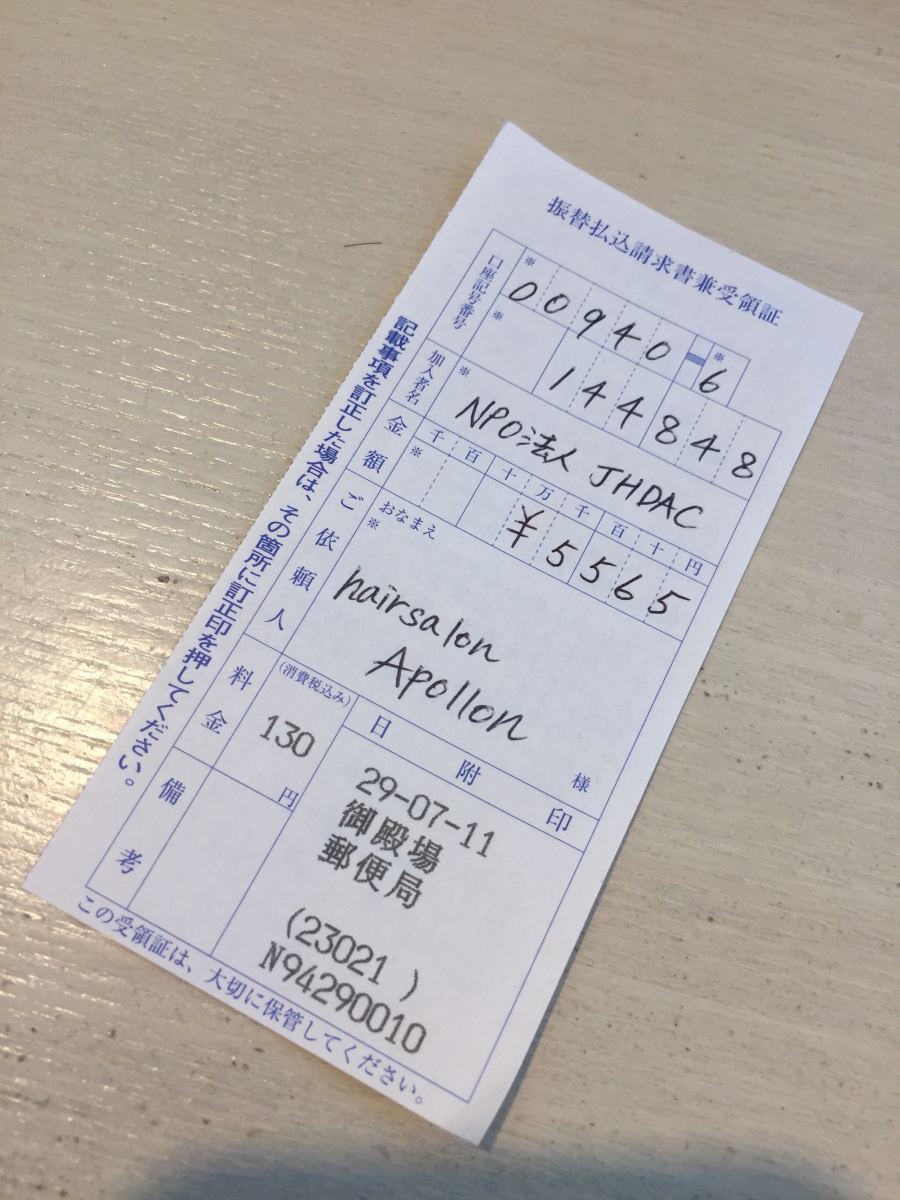 振替払込請求書兼受領証
口座記号番号
※ ※
00940-6
※
144848
加入者名
※
NPO法人 JHDAC
金額
千 百 十 万 千 百 十 円
※
¥5565
ご依頼人
おなまえ
※
hairsalon
Apollon
様
料金
(消費税込み)
130
円
日附印
29-07-11
御殿場
郵便局
(23021 )
N94290010
備考
記載事項を訂正した場合は、その箇所に訂正印を押してください。
この受領証は、大切に保管してください。